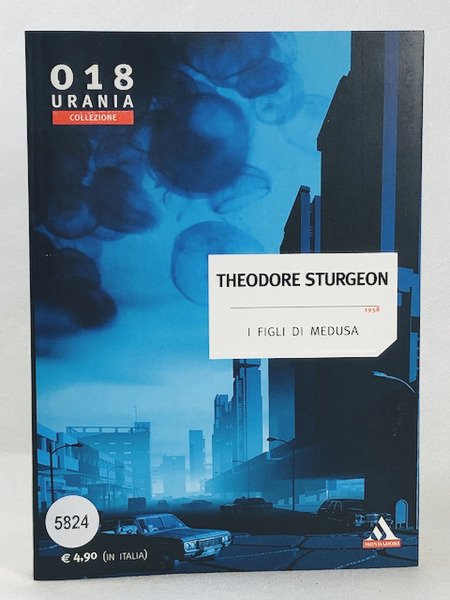 018
URANIA
COLLEZIONE
THEODORE STURGEON
1958
I FIGLI DI MEDUSA
5824
€ 4,90 (IN ITALIA)
MONDADORI